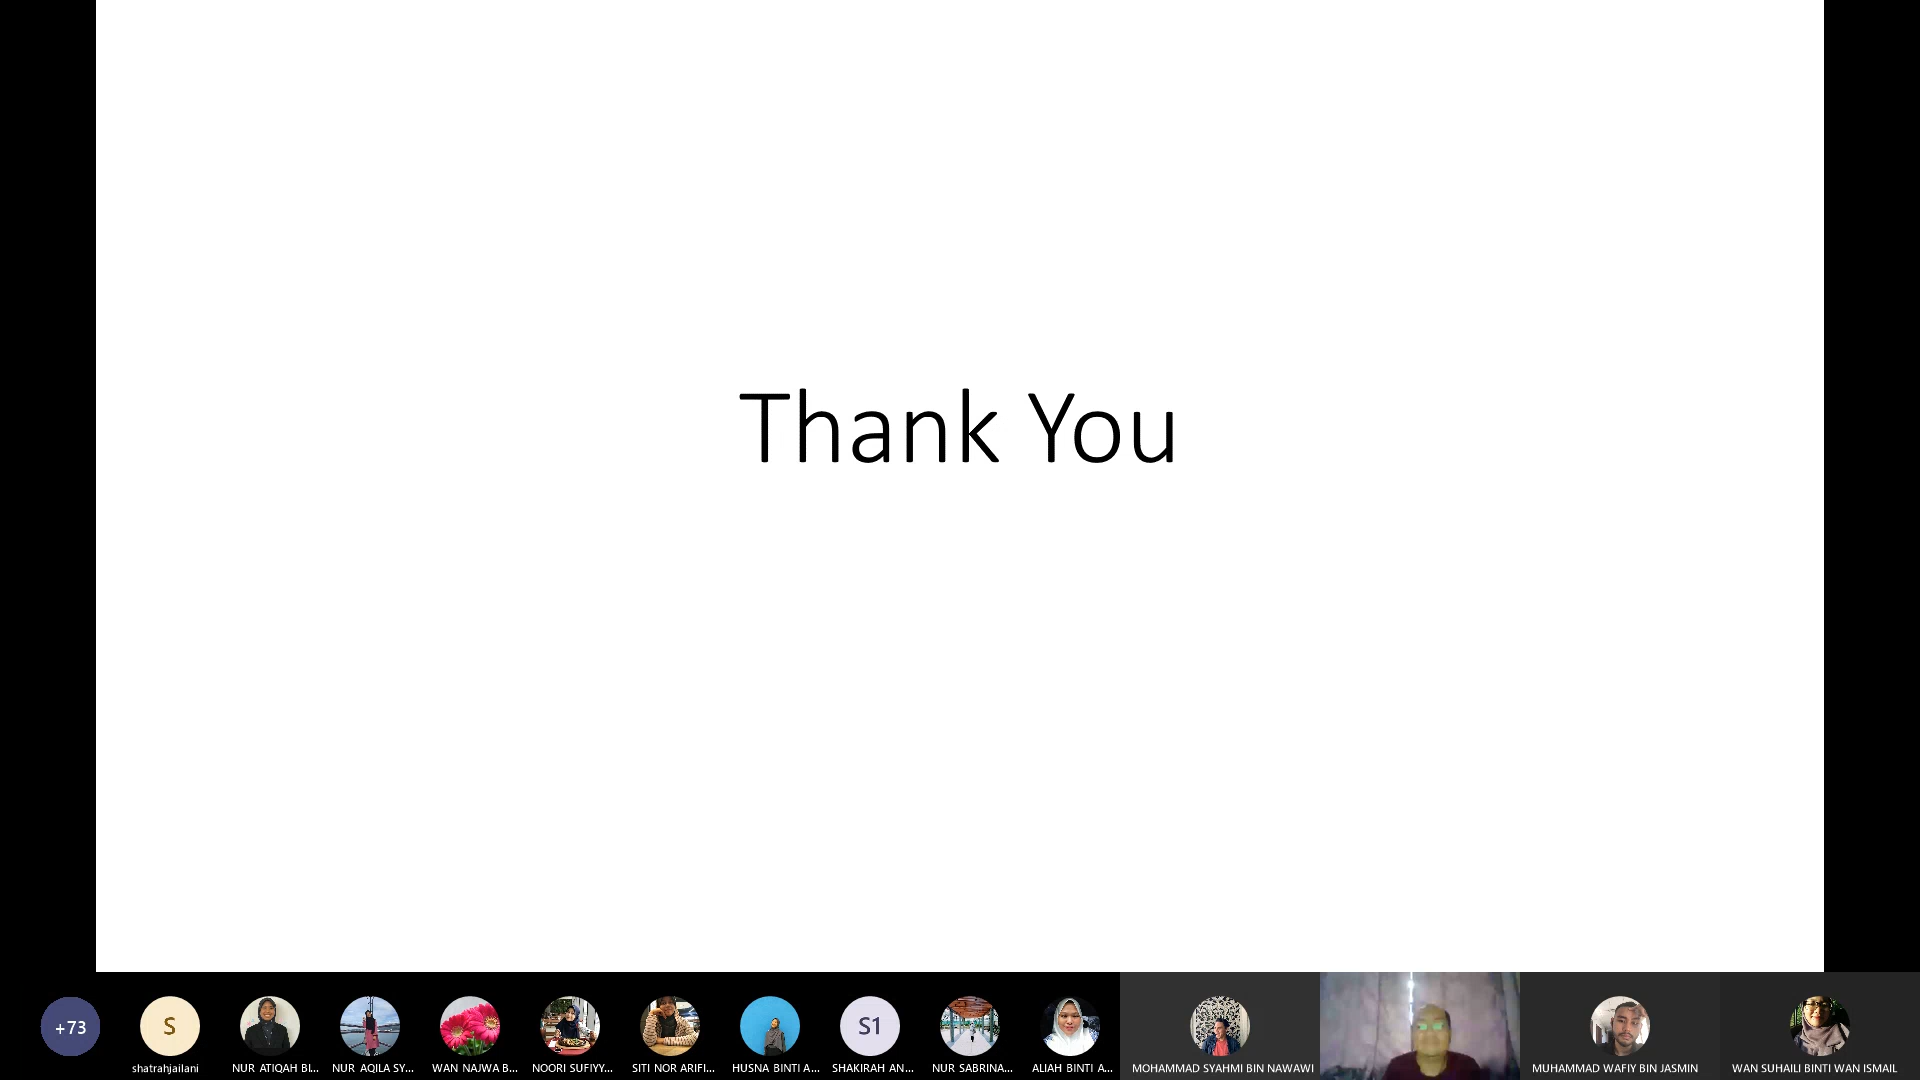 Thank You
+73
S
S1
shatrahjailani
NUR ATIQAH BI...
NUR AQILA SY...
WAN NAJWA B...
NOORI SUFIYY...
SITI NOR ARIFI...
HUSNA BINTI A...
SHAKIRAH AN...
NUR SABRINA...
ALIAH BINTI A...
MOHAMMAD SYAHMI BIN NAWAWI
MUHAMMAD WAFIY BIN JASMIN
WAN SUHAILI BINTI WAN ISMAIL